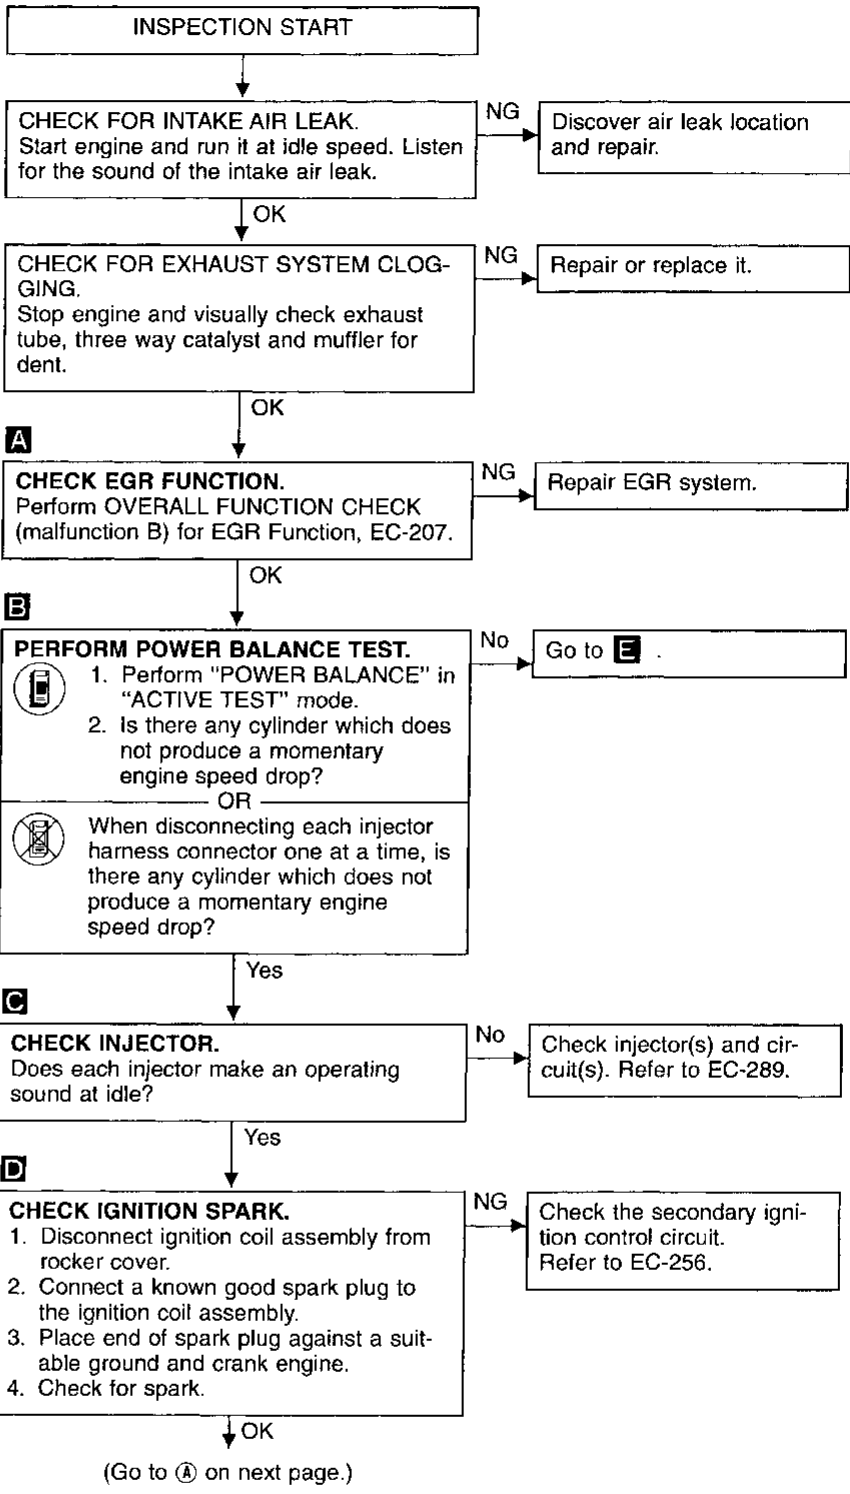 INSPECTION START
CHECK FOR INTAKE AIR LEAK.
Start engine and run it at idle speed. Listen
for the sound of the intake air leak.
NG
Discover air leak location
and repair.
OK
CHECK FOR EXHAUST SYSTEM CLOG-
GING.
Stop engine and visually check exhaust
tube, three way catalyst and muffler for
dent.
NG
Repair or replace it.
OK
A
CHECK EGR FUNCTION.
Perform OVERALL FUNCTION CHECK
(malfunction B) for EGR Function, EC-207.
NG
Repair EGR system.
OK
B
PERFORM POWER BALANCE TEST.
1. Perform "POWER BALANCE" in
"ACTIVE TEST" mode.
2. Is there any cylinder which does
not produce a momentary
engine speed drop?
No
Go to E .
OR
When disconnecting each injector
harness connector one at a time, is
there any cylinder which does not
produce a momentary engine
speed drop?
Yes
C
CHECK INJECTOR.
Does each injector make an operating
sound at idle?
No
Check injector(s) and cir-
cuit(s). Refer to EC-289.
Yes
D
CHECK IGNITION SPARK.
1. Disconnect ignition coil assembly from
rocker cover.
2. Connect a known good spark plug to
the ignition coil assembly.
3. Place end of spark plug against a suit-
able ground and crank engine.
4. Check for spark.
NG
Check the secondary igni-
tion control circuit.
Refer to EC-256.
OK
(Go to Ⓐ on next page.)